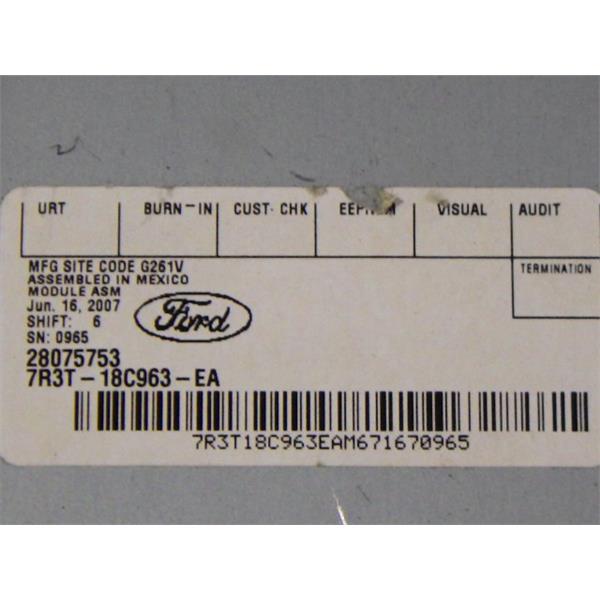 URT BURN-IN CUST. CHK EEPROM VISUAL AUDIT
MFG SITE CODE G261V
TERMINATION
ASSEMBLED IN MEXICO
MODULE ASM
Jun. 16, 2007
SHIFT: 6
Ford
SN: 0965
28075753
7R3T-18C963-EA
7R3T18C963EAM671670965